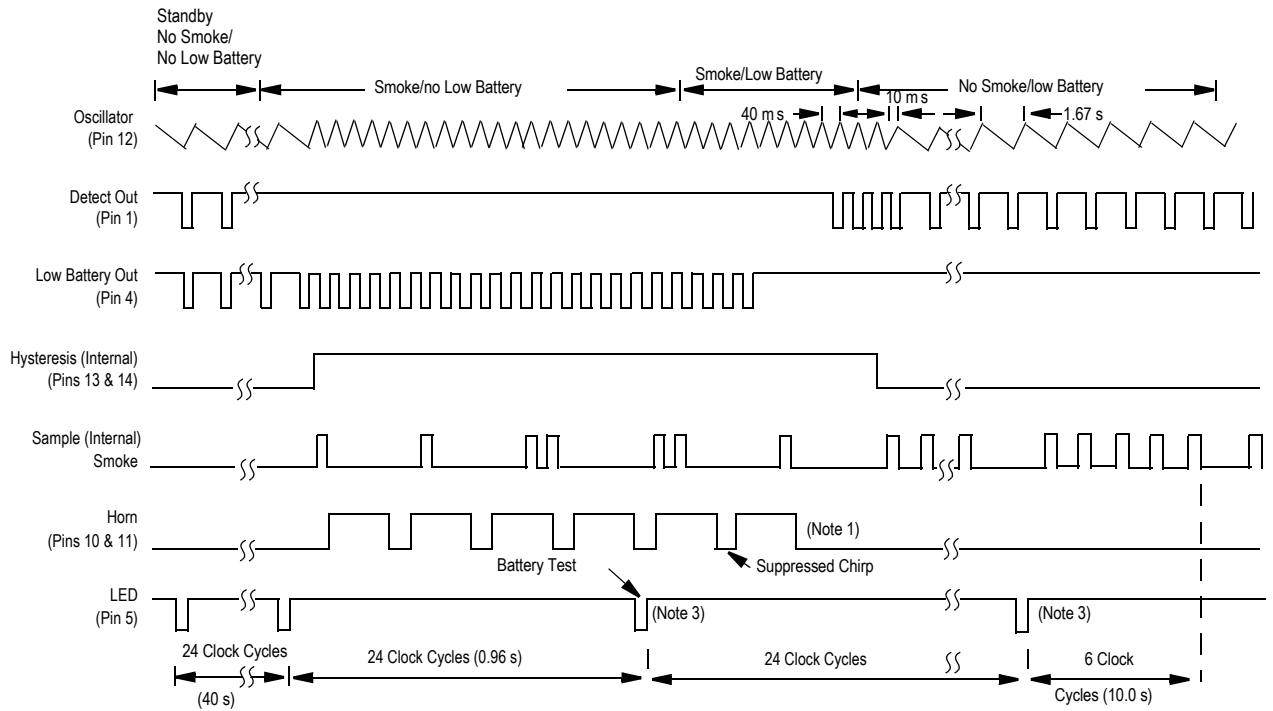 Standby
No Smoke/
No Low Battery
Smoke/no Low Battery
Smoke/Low Battery
No Smoke/low Battery
Oscillator
(Pin 12)
40 ms
10 ms
1.67 s
Detect Out
(Pin 1)
Low Battery Out
(Pin 4)
Hysteresis (Internal)
(Pins 13 & 14)
Sample (Internal)
Smoke
Horn
(Pins 10 & 11)
(Note 1)
Battery Test
Suppressed Chirp
LED
(Pin 5)
(Note 3)
(Note 3)
24 Clock Cycles
(40 s)
24 Clock Cycles (0.96 s)
24 Clock Cycles
6 Clock
Cycles (10.0 s)